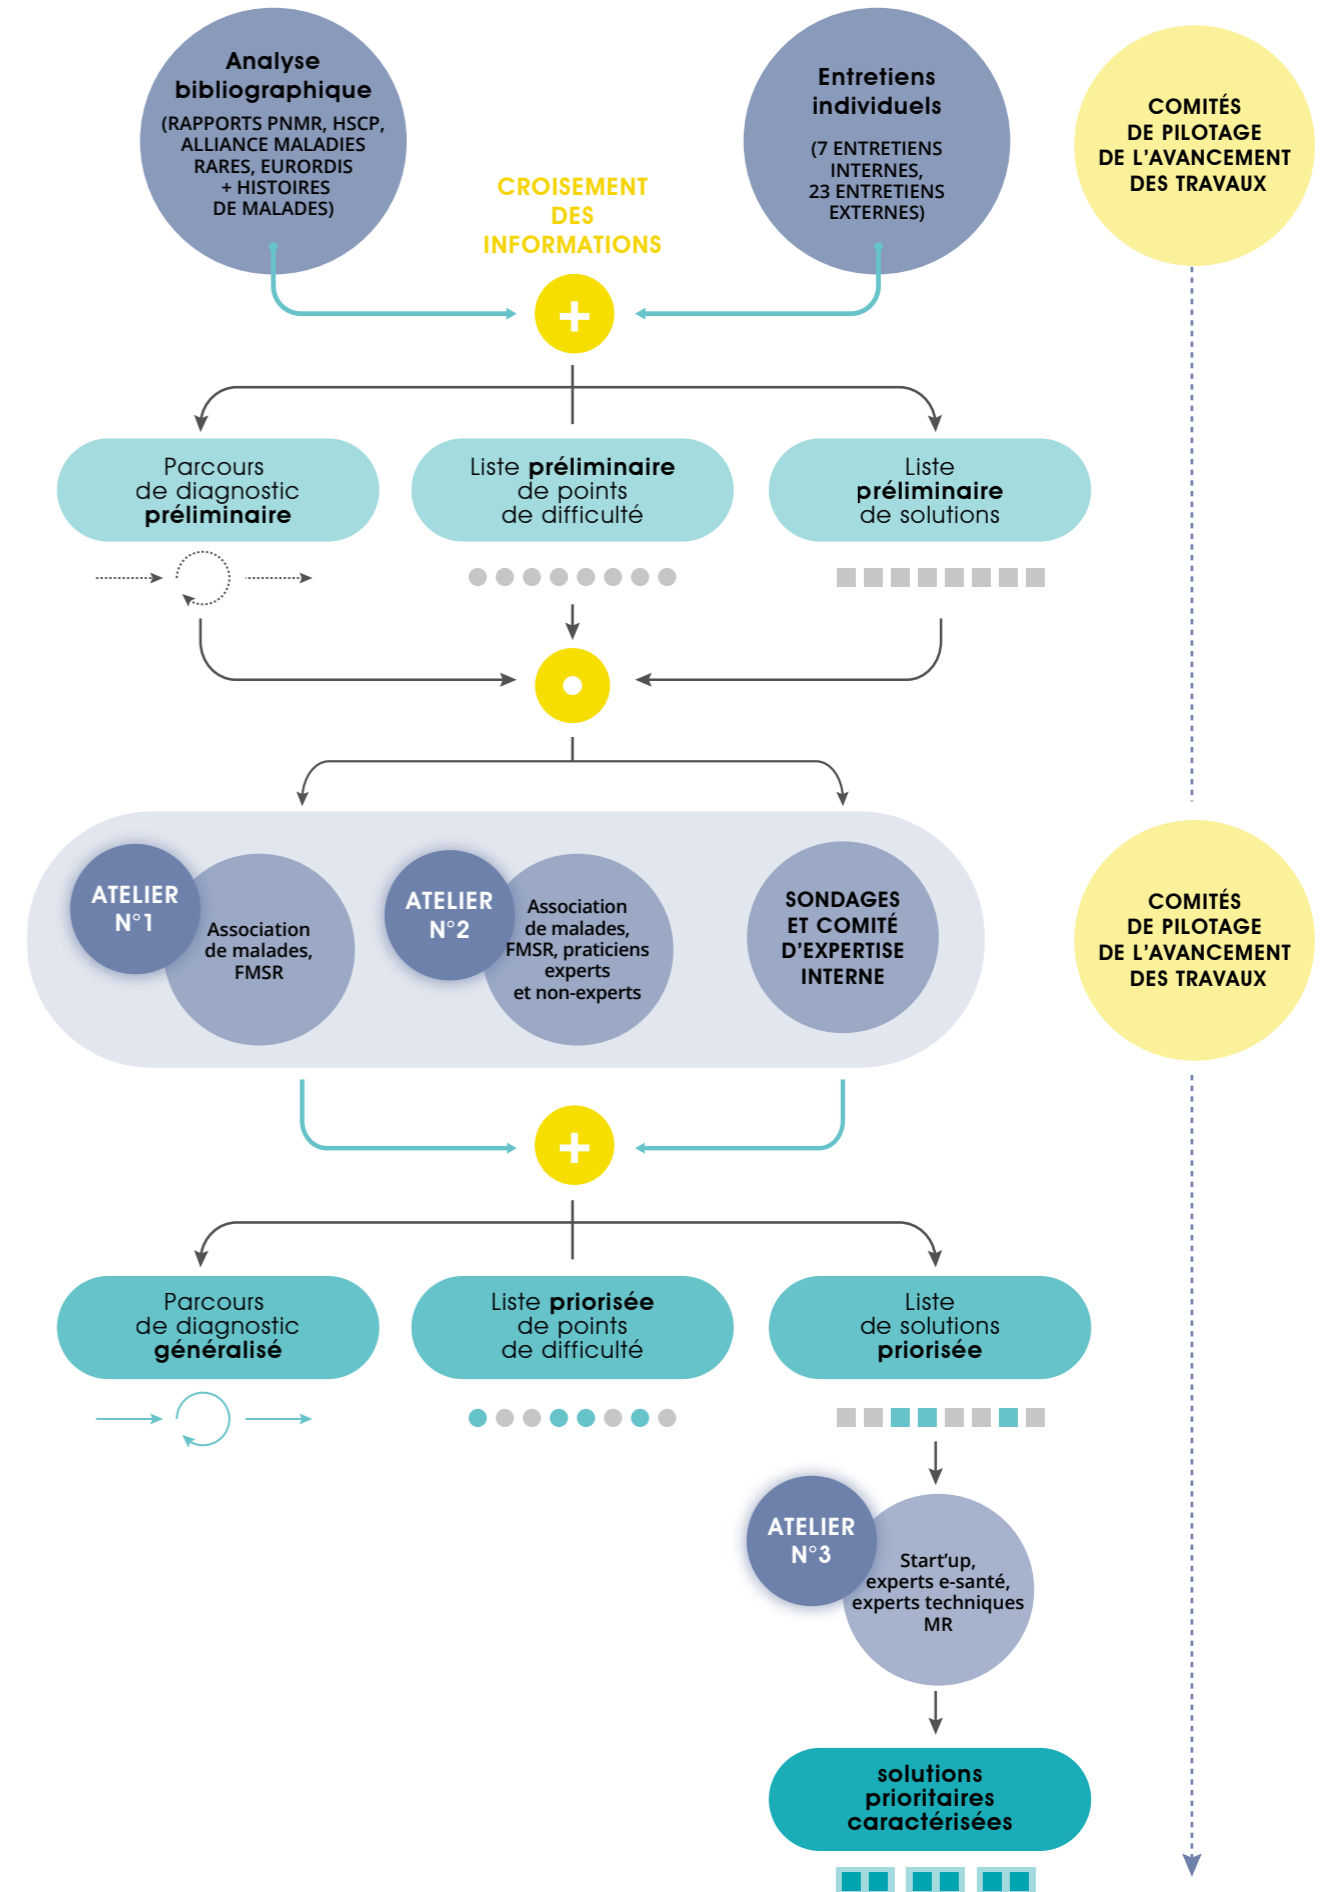 Analyse
bibliographique
(RAPPORTS PNMR, HSCP,
ALLIANCE MALADIES
RARES, EURORDIS
+ HISTOIRES
DE MALADES)
CROISEMENT
DES
INFORMATIONS
Entretiens
individuels
(7 ENTRETIENS
INTERNES,
23 ENTRETIENS
EXTERNES)
COMITÉS
DE PILOTAGE
DE L'AVANCEMENT
DES TRAVAUX
+
Parcours
de diagnostic
préliminaire
Liste préliminaire
de points
de difficulté
Liste
préliminaire
de solutions
ATELIER
N°1
Association
de malades,
FMSR
ATELIER
N°2
Association
de malades,
FMSR, praticiens
experts
et non-experts
SONDAGES
ET COMITÉ
D'EXPERTISE
INTERNE
COMITÉS
DE PILOTAGE
DE L'AVANCEMENT
DES TRAVAUX
+
Parcours
de diagnostic
généralisé
Liste priorisée
de points
de difficulté
Liste
de solutions
priorisée
ATELIER
N°3
Start'up,
experts e-santé,
experts techniques
MR
solutions
prioritaires
caractérisées